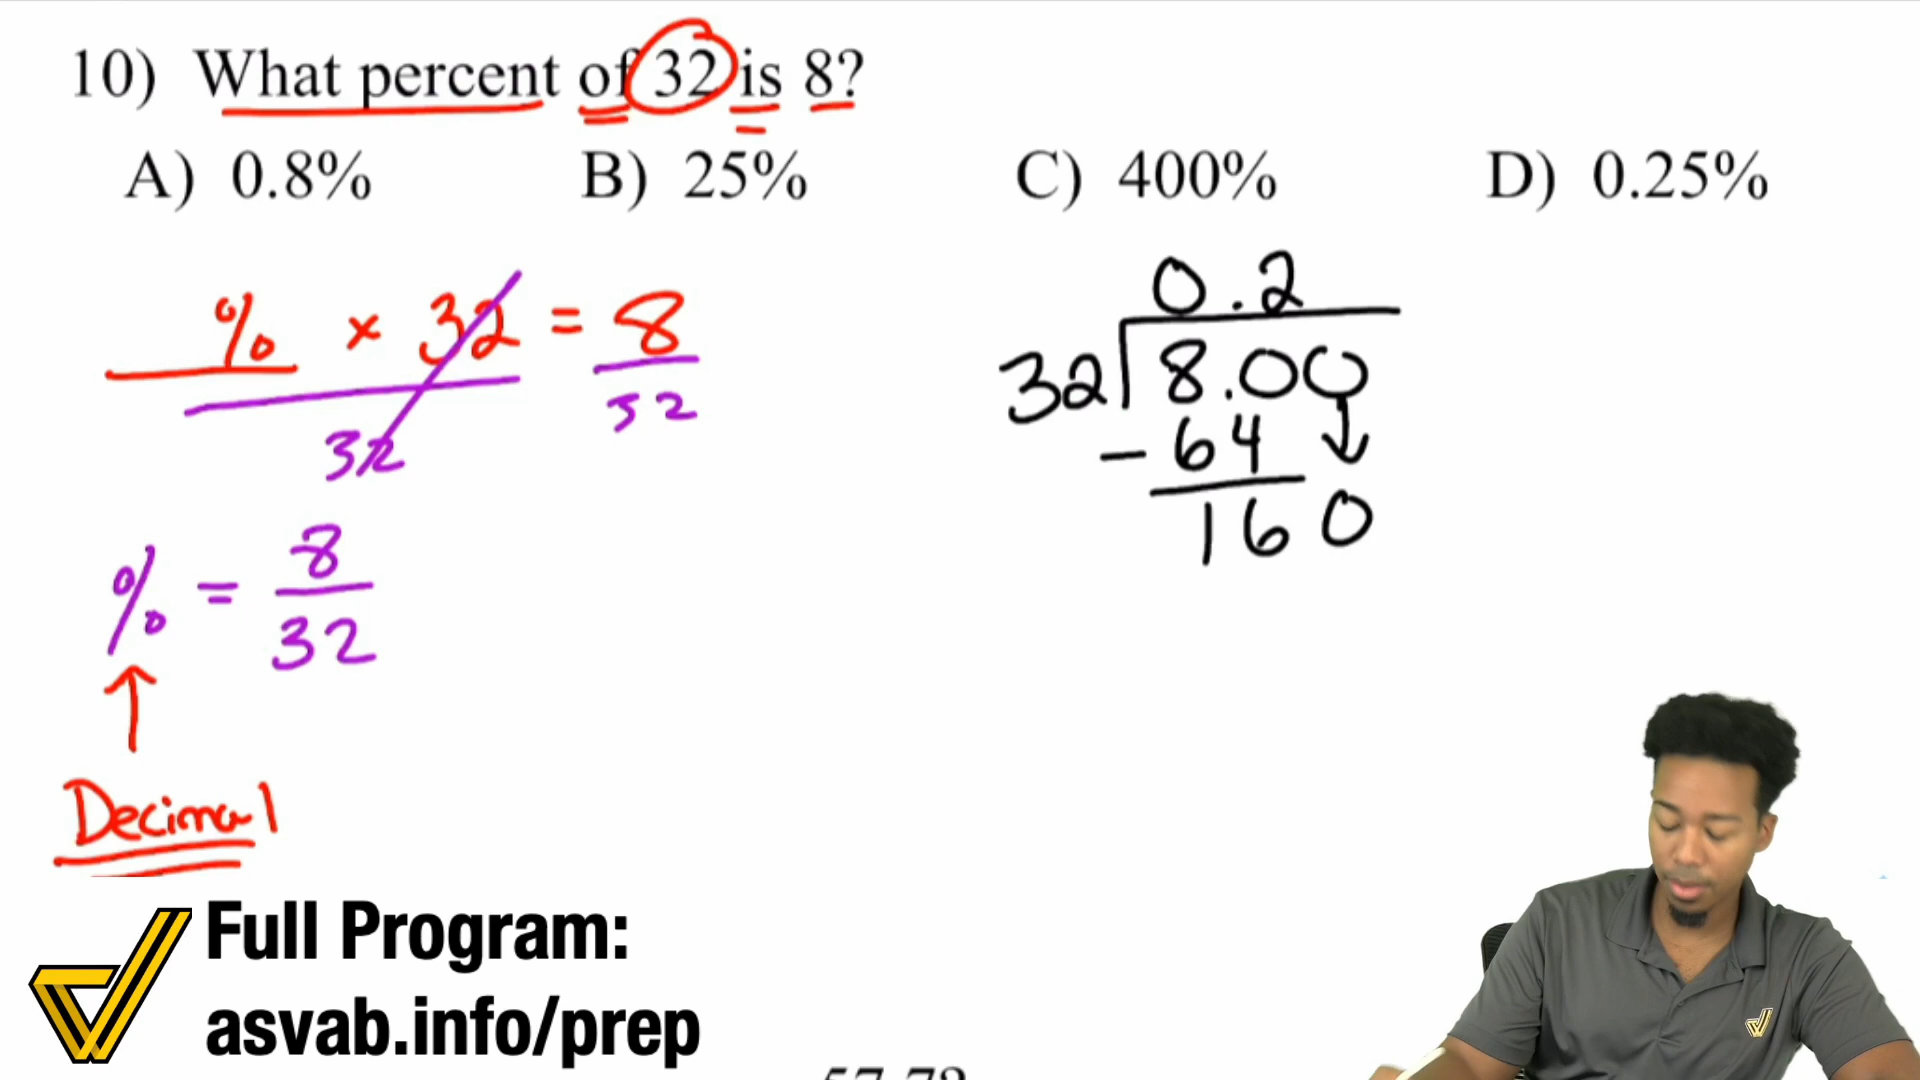 10) What percent of 32 is 8?
A) 0.8% B) 25% C) 400% D) 0.25%
% × 32 = 8
32 32
% = 8
32
Decimal
0.2
32 8.00
- 64
160
Full Program:
asvab.info/prep